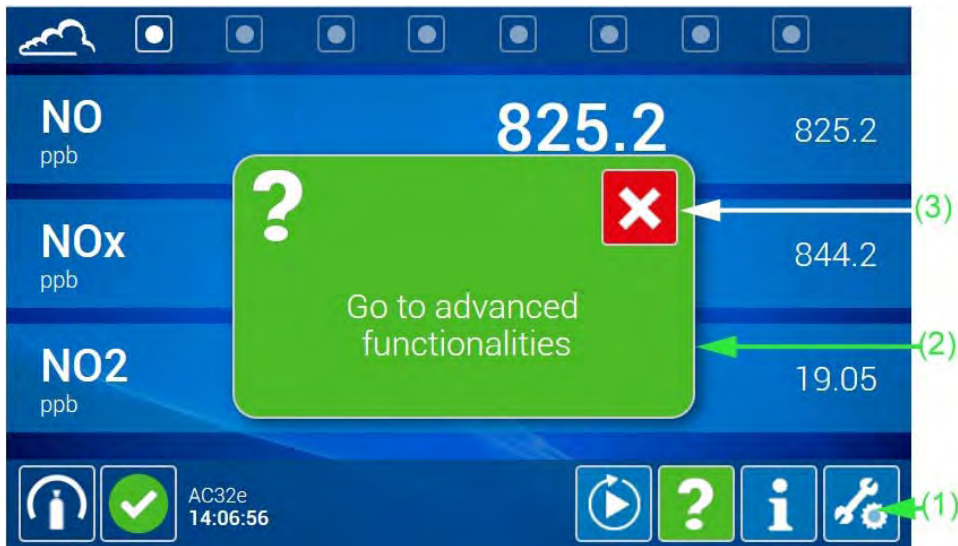 NO
ppb
825.2
825.2
?
(3)
NOx
ppb
844.2
Go to advanced
functionalities
(2)
NO2
ppb
19.05
AC32e
14:06:56
?
i
(1)